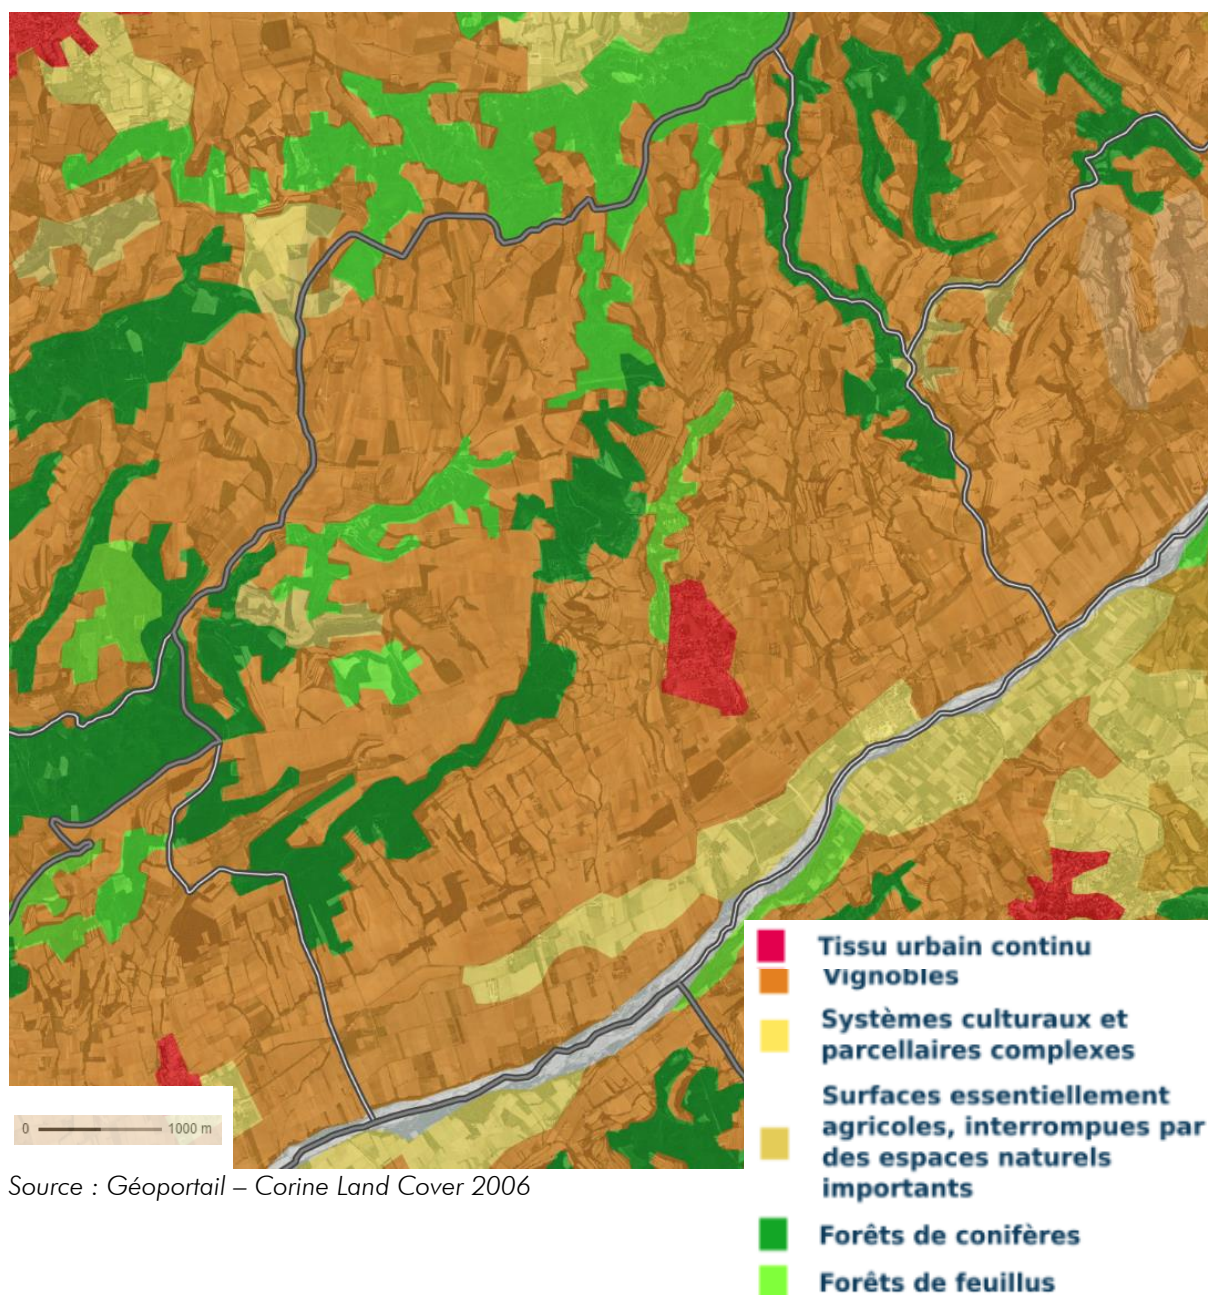 Tissu urbain continu
Vignobles
Systèmes culturaux et
parcellaires complexes
Surfaces essentiellement
agricoles, interrompues par
des espaces naturels
importants
Forêts de conifères
Forêts de feuillus
0 1000 m
Source : Géoportail – Corine Land Cover 2006